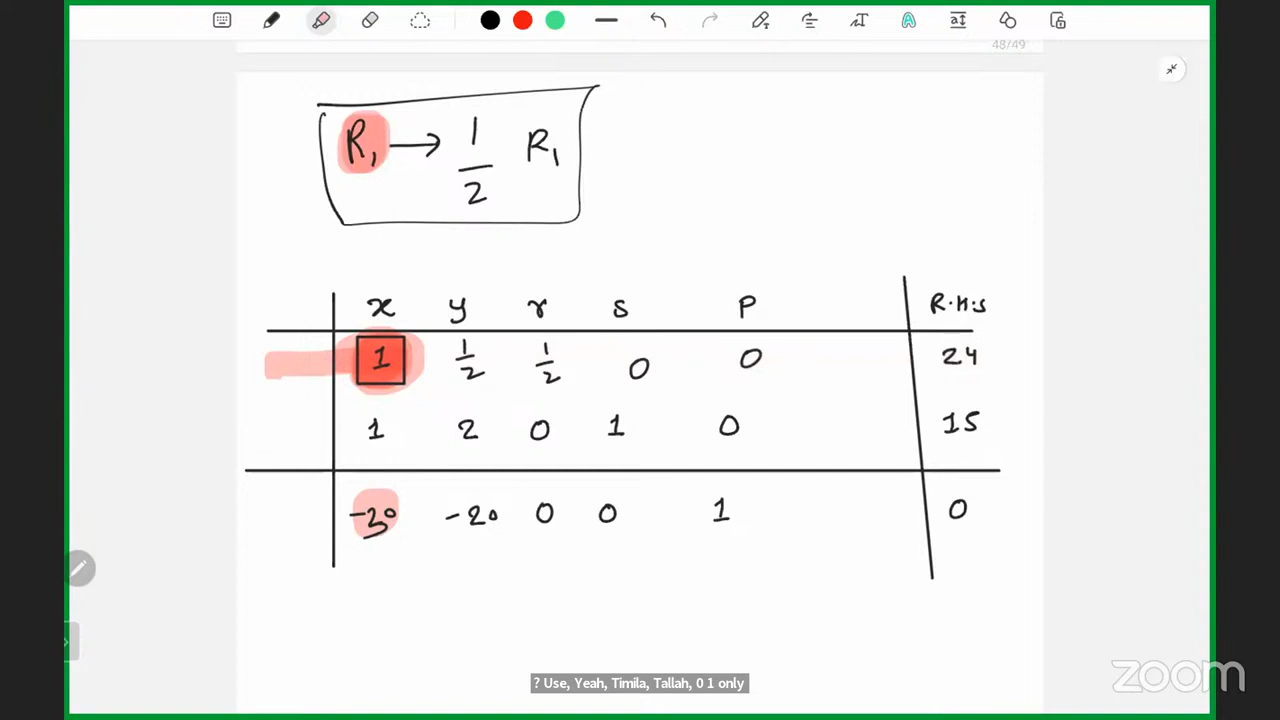 48/49
R₁ → 1/2 R₁
x y r s P R.H.S
1 1/2 1/2 0 0 24
1 2 0 1 0 15
-30 -20 0 0 1 0
? Use, Yeah, Timila, Tallah, 0 1 only
zoom